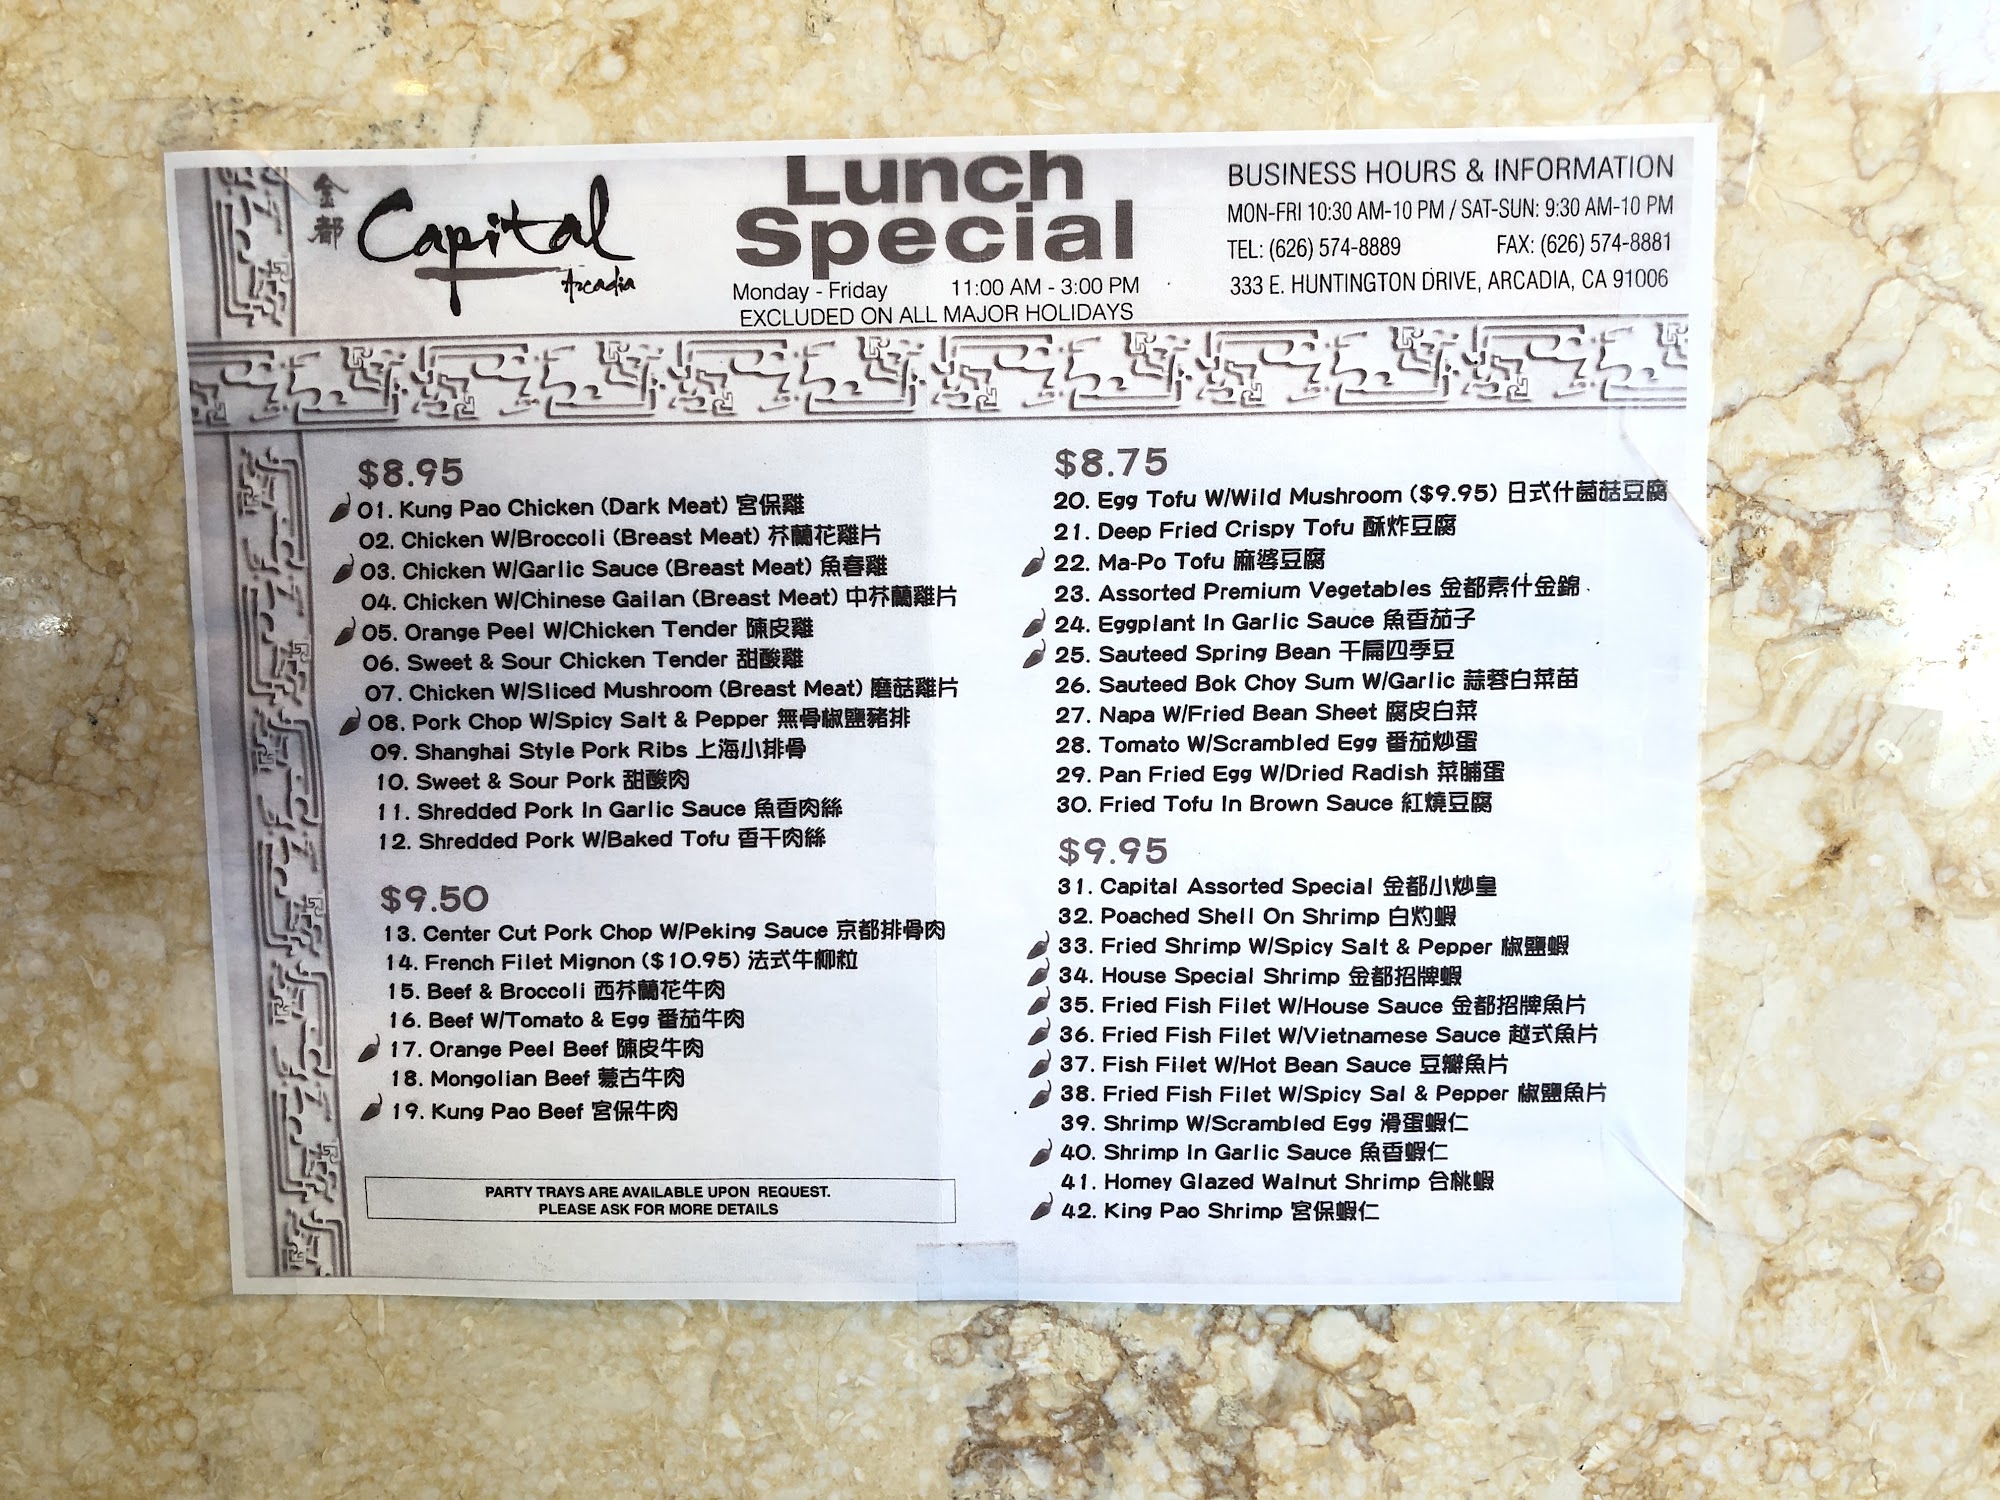 金都
Capital
Arcadia
Lunch
Special
Monday - Friday 11:00 AM - 3:00 PM
EXCLUDED ON ALL MAJOR HOLIDAYS
BUSINESS HOURS & INFORMATION
MON-FRI 10:30 AM-10 PM / SAT-SUN: 9:30 AM-10 PM
TEL: (626) 574-8889 FAX: (626) 574-8881
333 E. HUNTINGTON DRIVE, ARCADIA, CA 91006
$8.95
01. Kung Pao Chicken (Dark Meat) 宮保雞
02. Chicken W/Broccoli (Breast Meat) 芥蘭花雞片
03. Chicken W/Garlic Sauce (Breast Meat) 魚春雞
04. Chicken W/Chinese Gailan (Breast Meat) 中芥蘭雞片
05. Orange Peel W/Chicken Tender 陳皮雞
06. Sweet & Sour Chicken Tender 甜酸雞
07. Chicken W/Sliced Mushroom (Breast Meat) 蘑菇雞片
08. Pork Chop W/Spicy Salt & Pepper 無骨椒鹽豬排
09. Shanghai Style Pork Ribs 上海小排骨
10. Sweet & Sour Pork 甜酸肉
11. Shredded Pork In Garlic Sauce 魚香肉絲
12. Shredded Pork W/Baked Tofu 香干肉絲
$9.50
13. Center Cut Pork Chop W/Peking Sauce 京都排骨肉
14. French Filet Mignon ($10.95) 法式牛柳粒
15. Beef & Broccoli 西芥蘭花牛肉
16. Beef W/Tomato & Egg 番茄牛肉
17. Orange Peel Beef 陳皮牛肉
18. Mongolian Beef 蒙古牛肉
19. Kung Pao Beef 宮保牛肉
PARTY TRAYS ARE AVAILABLE UPON REQUEST.
PLEASE ASK FOR MORE DETAILS
$8.75
20. Egg Tofu W/Wild Mushroom ($9.95) 日式什菌菇豆腐
21. Deep Fried Crispy Tofu 酥炸豆腐
22. Ma-Po Tofu 麻婆豆腐
23. Assorted Premium Vegetables 金都素什金錦
24. Eggplant In Garlic Sauce 魚香茄子
25. Sauteed Spring Bean 干扁四季豆
26. Sauteed Bok Choy Sum W/Garlic 蒜蓉白菜苗
27. Napa W/Fried Bean Sheet 腐皮白菜
28. Tomato W/Scrambled Egg 番茄炒蛋
29. Pan Fried Egg W/Dried Radish 菜脯蛋
30. Fried Tofu In Brown Sauce 紅燒豆腐
$9.95
31. Capital Assorted Special 金都小炒皇
32. Poached Shell On Shrimp 白灼蝦
33. Fried Shrimp W/Spicy Salt & Pepper 椒鹽蝦
34. House Special Shrimp 金都招牌蝦
35. Fried Fish Filet W/House Sauce 金都招牌魚片
36. Fried Fish Filet W/Vietnamese Sauce 越式魚片
37. Fish Filet W/Hot Bean Sauce 豆瓣魚片
38. Fried Fish Filet W/Spicy Sal & Pepper 椒鹽魚片
39. Shrimp W/Scrambled Egg 滑蛋蝦仁
40. Shrimp In Garlic Sauce 魚香蝦仁
41. Homey Glazed Walnut Shrimp 合桃蝦
42. King Pao Shrimp 宮保蝦仁